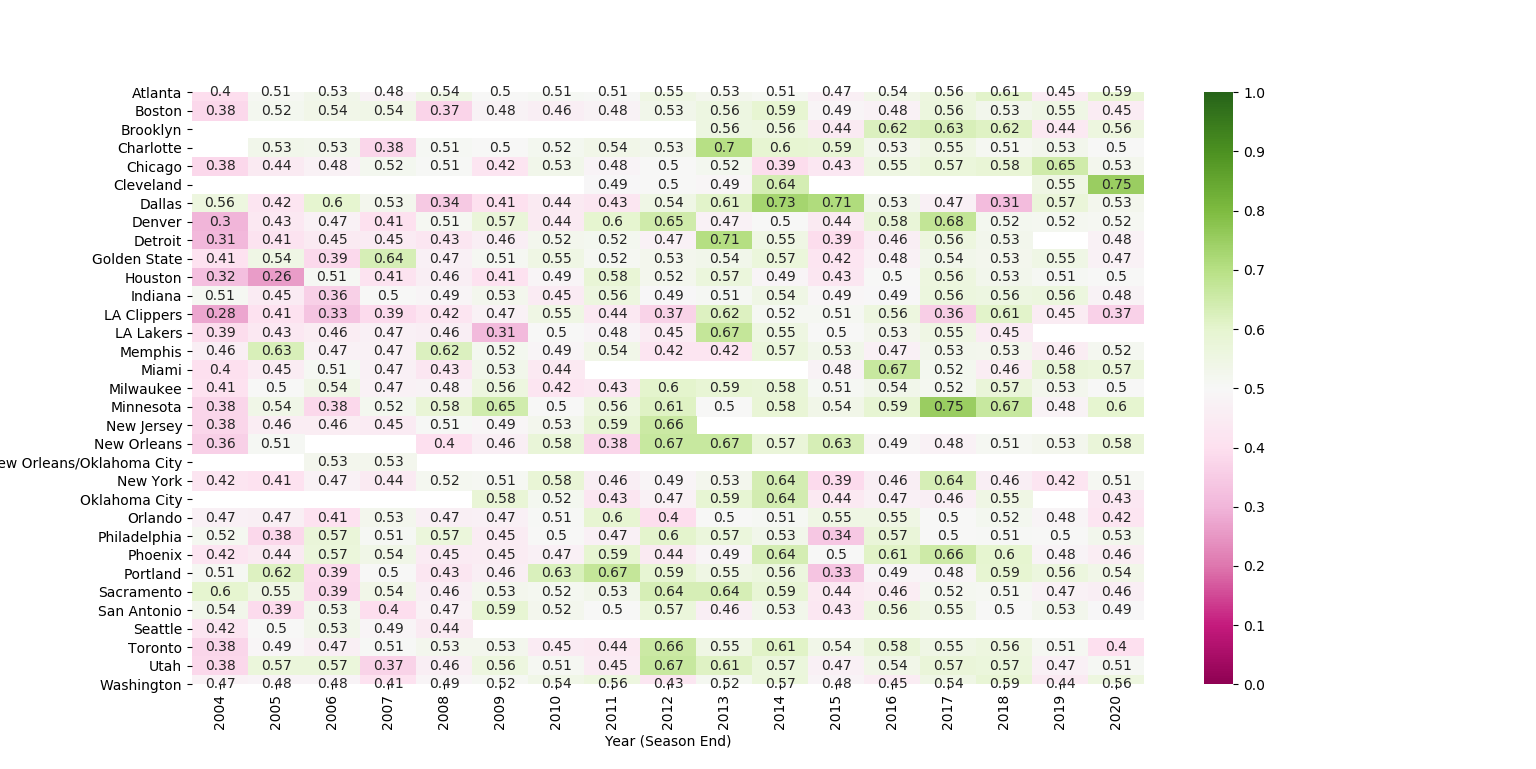 Atlanta 0.4 0.51 0.53 0.48 0.54 0.5 0.51 0.51 0.55 0.53 0.51 0.47 0.54 0.56 0.61 0.45 0.59 1.0
Boston 0.38 0.52 0.54 0.54 0.37 0.48 0.46 0.48 0.53 0.56 0.59 0.49 0.48 0.56 0.53 0.55 0.45
Brooklyn 0.56 0.56 0.44 0.62 0.63 0.62 0.44 0.56
Charlotte 0.53 0.53 0.38 0.51 0.5 0.52 0.54 0.53 0.7 0.6 0.59 0.53 0.55 0.51 0.53 0.5 0.9
Chicago 0.38 0.44 0.48 0.52 0.51 0.42 0.53 0.48 0.5 0.52 0.39 0.43 0.55 0.57 0.58 0.65 0.53
Cleveland 0.49 0.5 0.49 0.64 0.55 0.75
Dallas 0.56 0.42 0.6 0.53 0.34 0.41 0.44 0.43 0.54 0.61 0.73 0.71 0.53 0.47 0.31 0.57 0.53 0.8
Denver 0.3 0.43 0.47 0.41 0.51 0.57 0.44 0.6 0.65 0.47 0.5 0.44 0.58 0.68 0.52 0.52 0.52
Detroit 0.31 0.41 0.45 0.45 0.43 0.46 0.52 0.52 0.47 0.71 0.55 0.39 0.46 0.56 0.53 0.48
Golden State 0.41 0.54 0.39 0.64 0.47 0.51 0.55 0.52 0.53 0.54 0.57 0.42 0.48 0.54 0.53 0.55 0.47 0.7
Houston 0.32 0.26 0.51 0.41 0.46 0.41 0.49 0.58 0.52 0.57 0.49 0.43 0.5 0.56 0.53 0.51 0.5
Indiana 0.51 0.45 0.36 0.5 0.49 0.53 0.45 0.56 0.49 0.51 0.54 0.49 0.49 0.56 0.56 0.56 0.48
LA Clippers 0.28 0.41 0.33 0.39 0.42 0.47 0.55 0.44 0.37 0.62 0.52 0.51 0.56 0.36 0.61 0.45 0.37
LA Lakers 0.39 0.43 0.46 0.47 0.46 0.31 0.5 0.48 0.45 0.67 0.55 0.5 0.53 0.55 0.45 0.6
Memphis 0.46 0.63 0.47 0.47 0.62 0.52 0.49 0.54 0.42 0.42 0.57 0.53 0.47 0.53 0.53 0.46 0.52
Miami 0.4 0.45 0.51 0.47 0.43 0.53 0.44 0.48 0.67 0.52 0.46 0.58 0.57
Milwaukee 0.41 0.5 0.54 0.47 0.48 0.56 0.42 0.43 0.6 0.59 0.58 0.51 0.54 0.52 0.57 0.53 0.5 0.5
Minnesota 0.38 0.54 0.38 0.52 0.58 0.65 0.5 0.56 0.61 0.5 0.58 0.54 0.59 0.75 0.67 0.48 0.6
New Jersey 0.38 0.46 0.46 0.45 0.51 0.49 0.53 0.59 0.66
New Orleans 0.36 0.51 0.4 0.46 0.58 0.38 0.67 0.67 0.57 0.63 0.49 0.48 0.51 0.53 0.58 0.4
ew Orleans/Oklahoma City 0.53 0.53
New York 0.42 0.41 0.47 0.44 0.52 0.51 0.58 0.46 0.49 0.53 0.64 0.39 0.46 0.64 0.46 0.42 0.51
Oklahoma City 0.58 0.52 0.43 0.47 0.59 0.64 0.44 0.47 0.46 0.55 0.43
Orlando 0.47 0.47 0.41 0.53 0.47 0.47 0.51 0.6 0.4 0.5 0.51 0.55 0.55 0.5 0.52 0.48 0.42 0.3
Philadelphia 0.52 0.38 0.57 0.51 0.57 0.45 0.5 0.47 0.6 0.57 0.53 0.34 0.57 0.5 0.51 0.5 0.53
Phoenix 0.42 0.44 0.57 0.54 0.45 0.45 0.47 0.59 0.44 0.49 0.64 0.5 0.61 0.66 0.6 0.48 0.46
Portland 0.51 0.62 0.39 0.5 0.43 0.46 0.63 0.67 0.59 0.55 0.56 0.33 0.49 0.48 0.59 0.56 0.54 0.2
Sacramento 0.6 0.55 0.39 0.54 0.46 0.53 0.52 0.53 0.64 0.64 0.59 0.44 0.46 0.52 0.51 0.47 0.46
San Antonio 0.54 0.39 0.53 0.4 0.47 0.59 0.52 0.5 0.57 0.46 0.53 0.43 0.56 0.55 0.5 0.53 0.49
Seattle 0.42 0.5 0.53 0.49 0.44 0.1
Toronto 0.38 0.49 0.47 0.51 0.53 0.53 0.45 0.44 0.66 0.55 0.61 0.54 0.58 0.55 0.56 0.51 0.4
Utah 0.38 0.57 0.57 0.37 0.46 0.56 0.51 0.45 0.67 0.61 0.57 0.47 0.54 0.57 0.57 0.47 0.51
Washington 0.47 0.48 0.48 0.41 0.49 0.52 0.54 0.56 0.43 0.52 0.57 0.48 0.45 0.54 0.59 0.44 0.56 0.0
2004 2005 2006 2007 2008 2009 2010 2011 2012 2013 2014 2015 2016 2017 2018 2019 2020
Year (Season End)